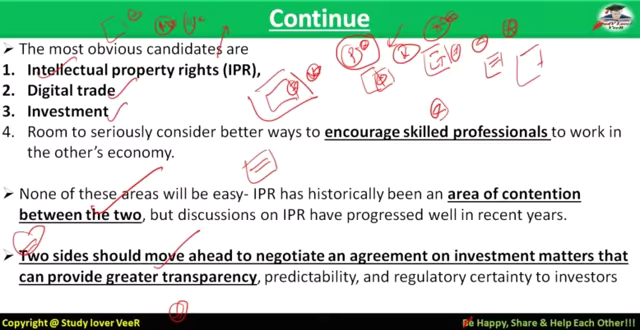 Continue
VeeR
➢ The most obvious candidates are
1. Intellectual property rights (IPR),
2. Digital trade
3. Investment
4. Room to seriously consider better ways to encourage skilled professionals to work in
the other's economy.
➢ None of these areas will be easy- IPR has historically been an area of contention
between the two, but discussions on IPR have progressed well in recent years.
➢ Two sides should move ahead to negotiate an agreement on investment matters that
can provide greater transparency, predictability, and regulatory certainty to investors
Copyright @ Study lover VeeR
Be Happy, Share & Help Each Other!!!